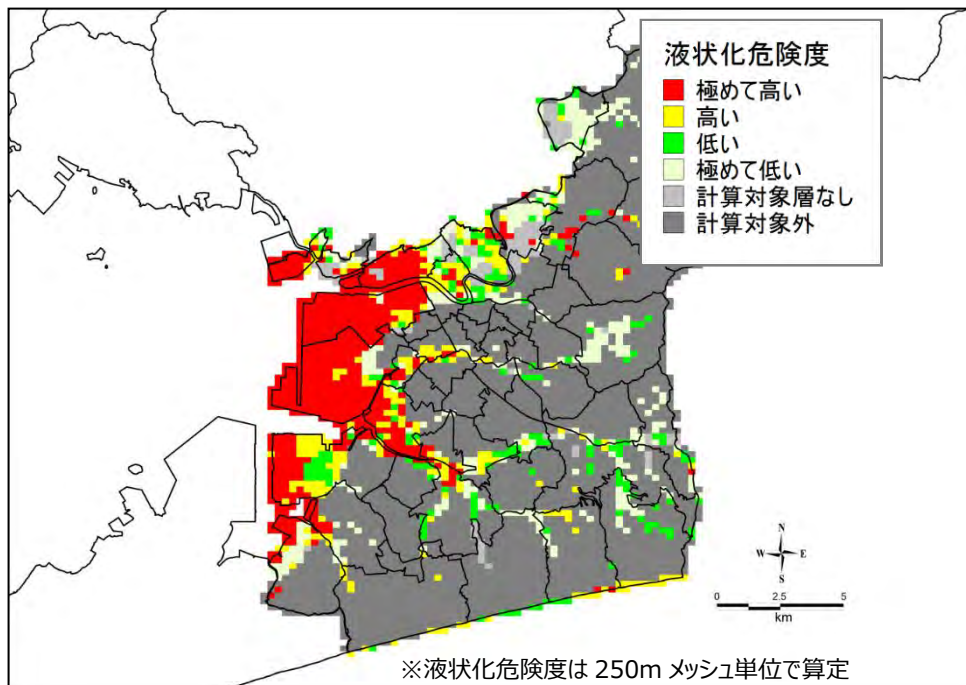 液状化危険度
極めて高い
高い
低い
極めて低い
計算対象層なし
計算対象外
N
W E
S
0 2.5 5
km
※液状化危険度は 250m メッシュ単位で算定